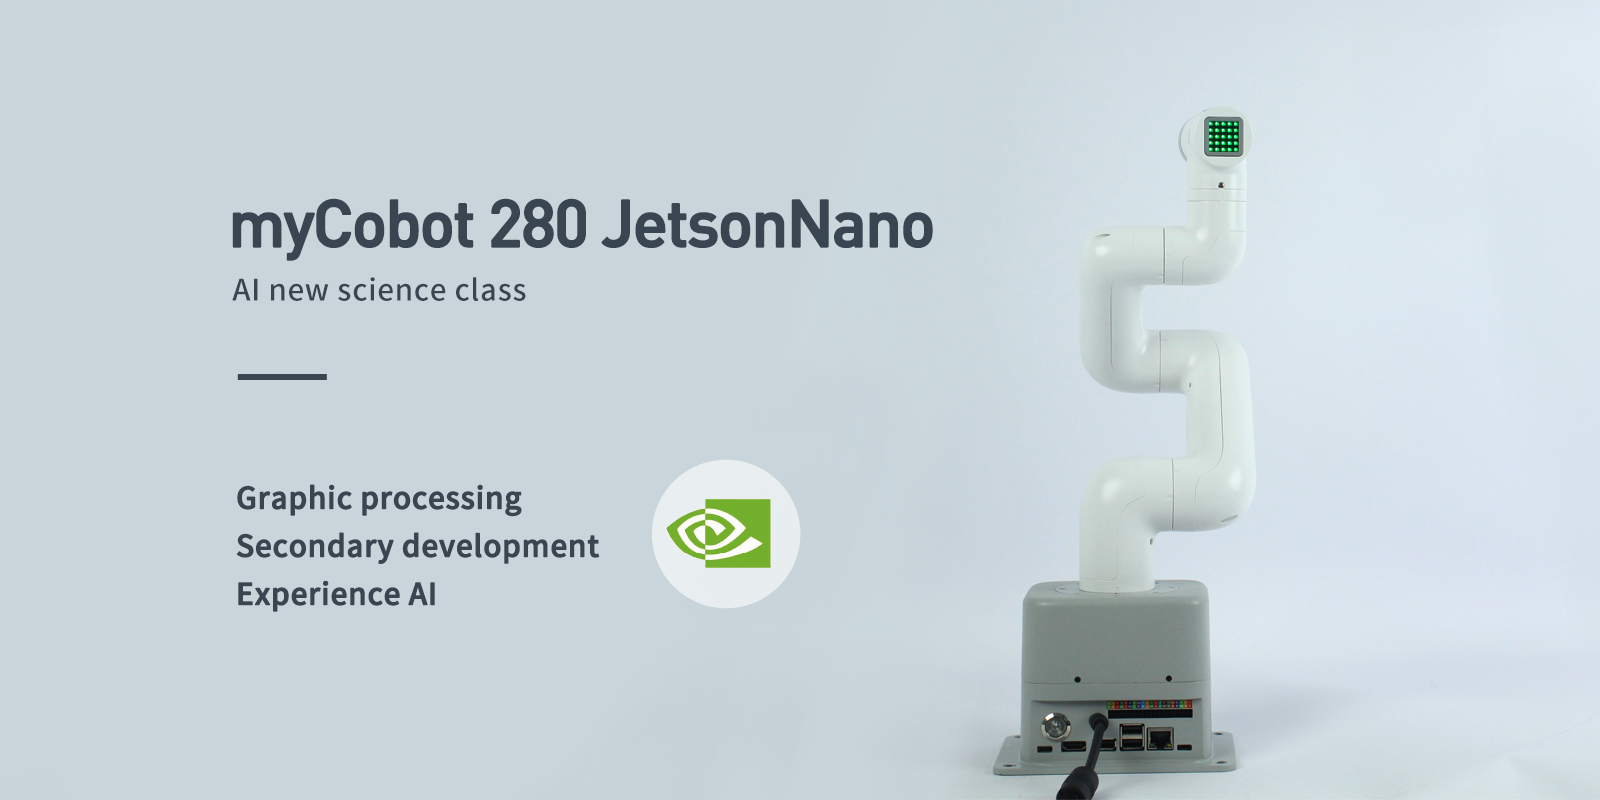 myCobot 280 JetsonNano
AI new science class
Graphic processing
Secondary development
Experience AI